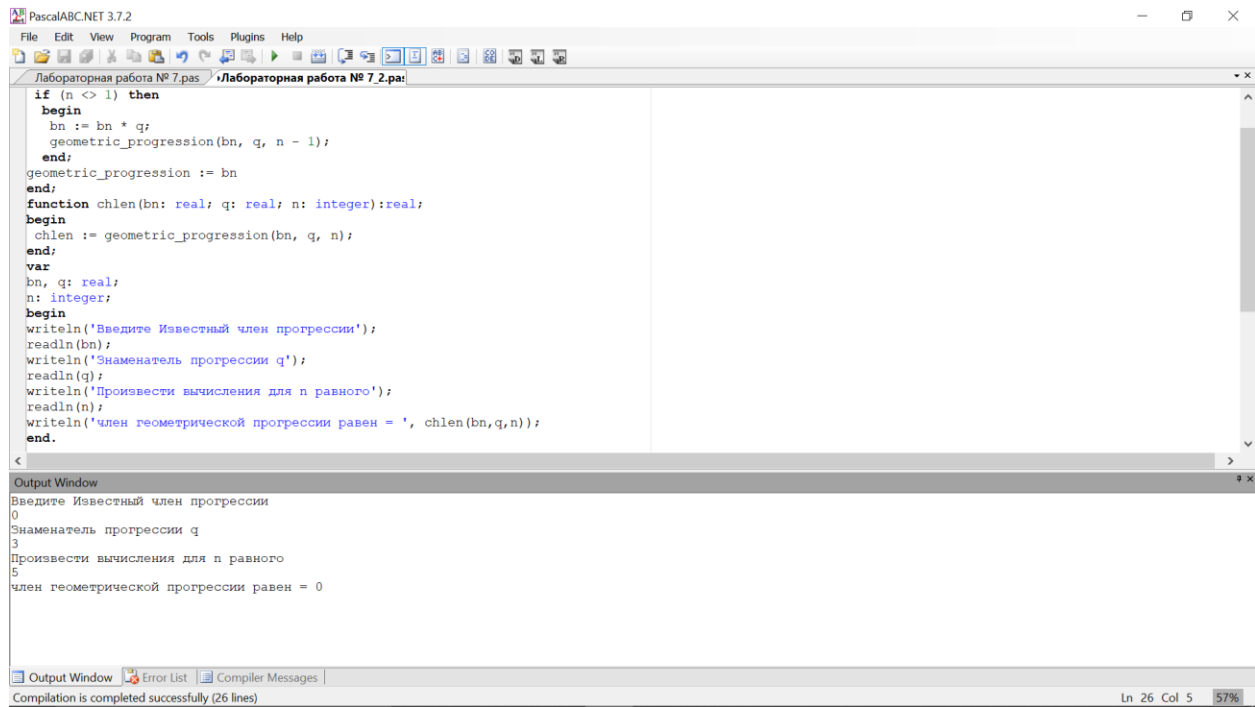 PascalABC.NET 3.7.2
File Edit View Program Tools Plugins Help
Лабораторная работа № 7.pas •Лабораторная работа № 7_2.pas
if (n <> 1) then
begin
bn := bn * q;
geometric_progression(bn, q, n - 1);
end;
geometric_progression := bn
end;
function chlen(bn: real; q: real; n: integer):real;
begin
chlen := geometric_progression(bn, q, n);
end;
var
bn, q: real;
n: integer;
begin
writeln('Введите Известный член прогрессии');
readln(bn);
writeln('Знаменатель прогрессии q');
readln(q);
writeln('Произвести вычисления для n равного');
readln(n);
writeln('член геометрической прогрессии равен = ', chlen(bn,q,n));
end.
Output Window
Введите Известный член прогрессии
0
Знаменатель прогрессии q
3
Произвести вычисления для n равного
5
член геометрической прогрессии равен = 0
Output Window Error List Compiler Messages
Compilation is completed successfully (26 lines) Ln 26 Col 5 57%